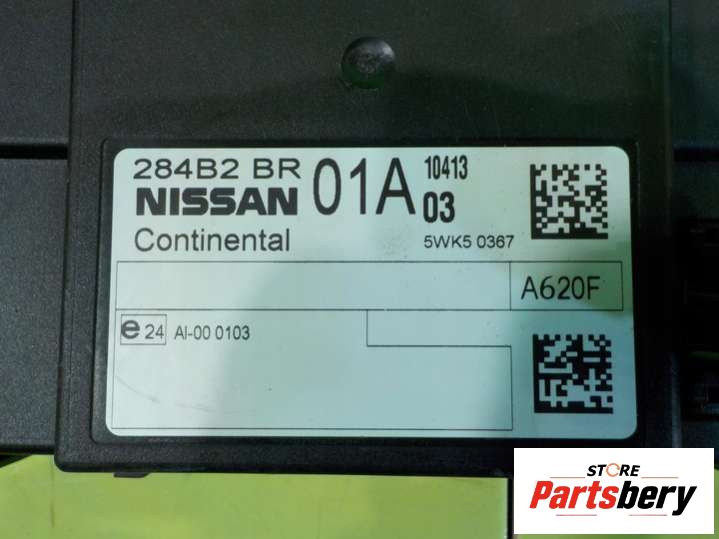 284B2 BR 01A 10413
NISSAN 03
Continental 5WK5 0367
A620F
e 24 AI-00 0103
STORE
Partsbery